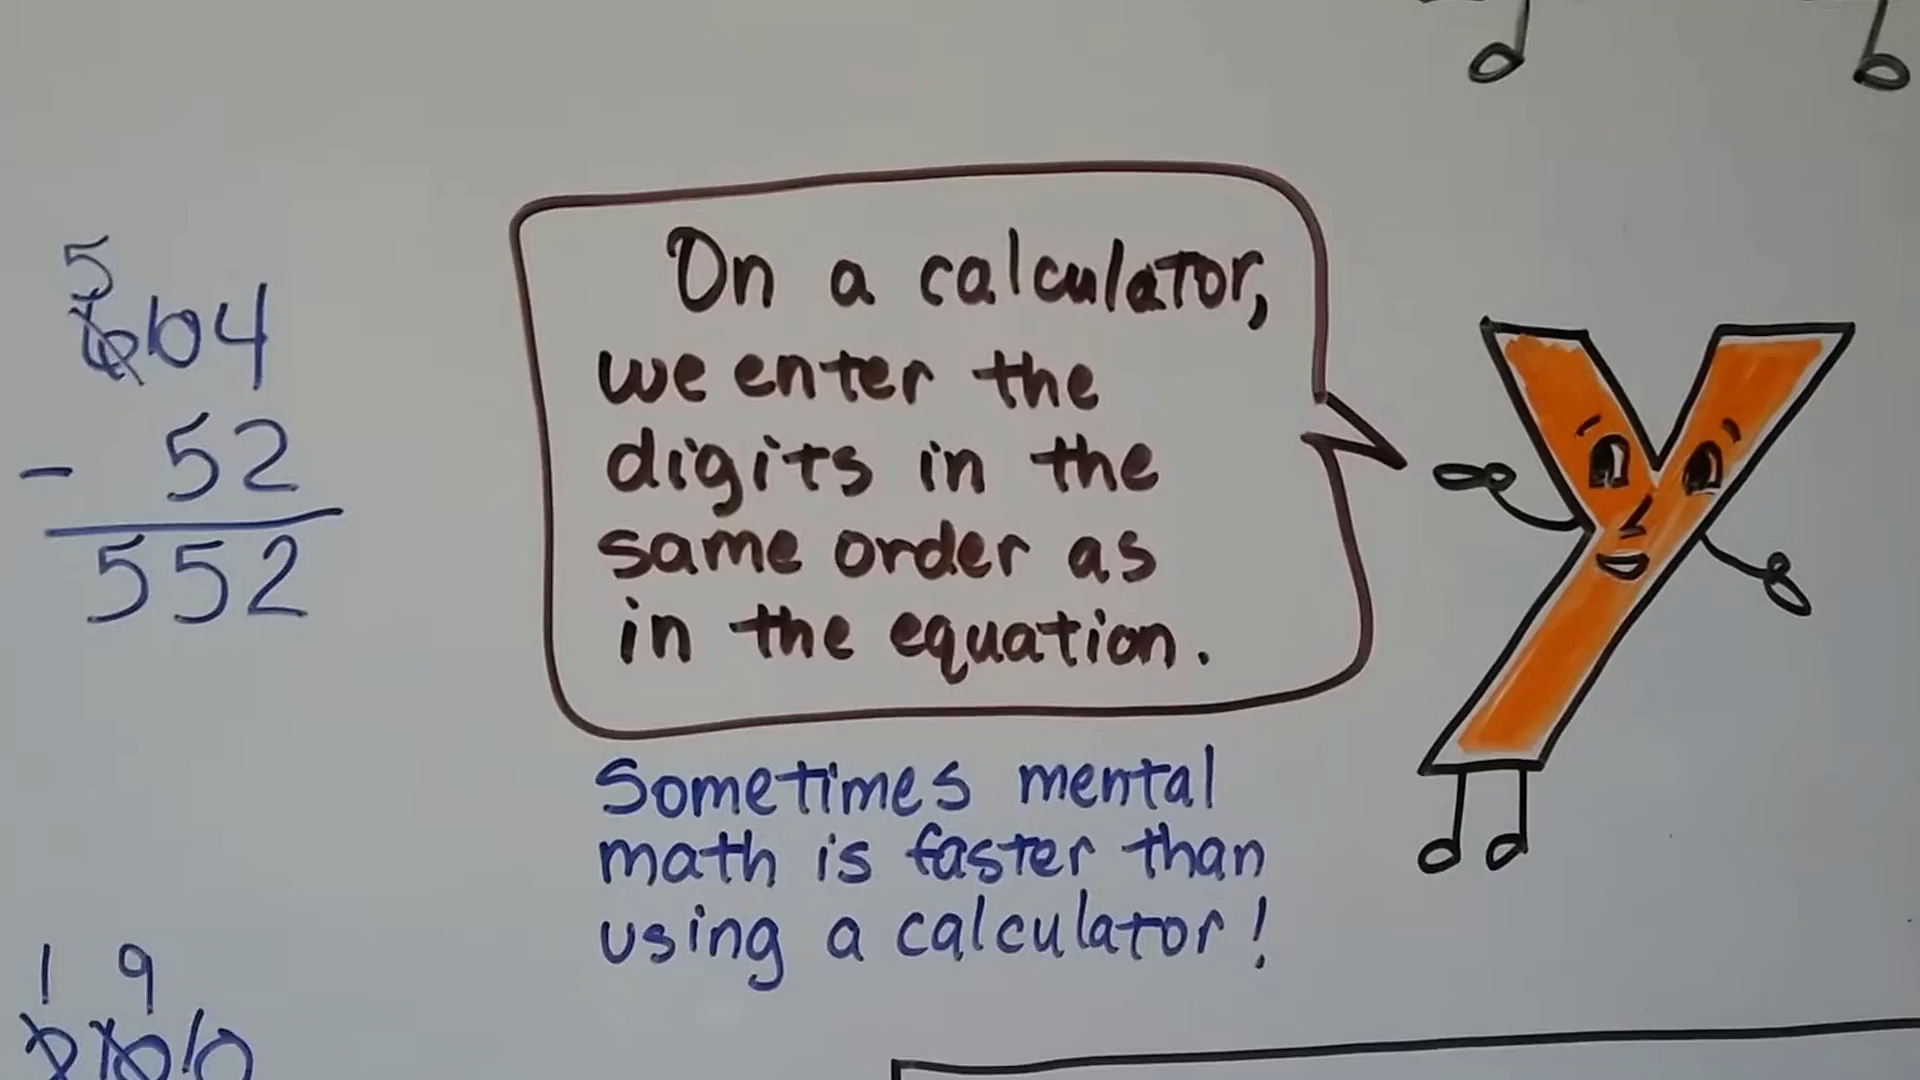 5
6104
- 52
552
On a calculator,
we enter the
digits in the
same order as
in the equation.
Sometimes mental
math is faster than
using a calculator!
1 9